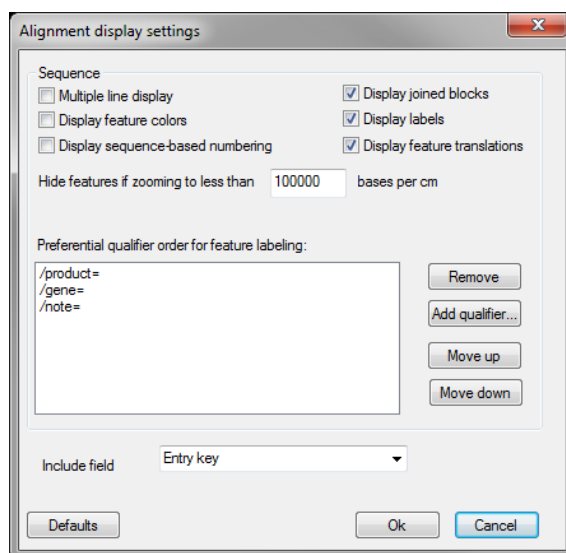 Alignment display settings
Sequence
Multiple line display
Display joined blocks
Display feature colors
Display labels
Display sequence-based numbering
Display feature translations
Hide features if zooming to less than 100000 bases per cm
Preferential qualifier order for feature labeling:
/product=
/gene=
/note=
Remove
Add qualifier...
Move up
Move down
Include field Entry key
Defaults Ok Cancel